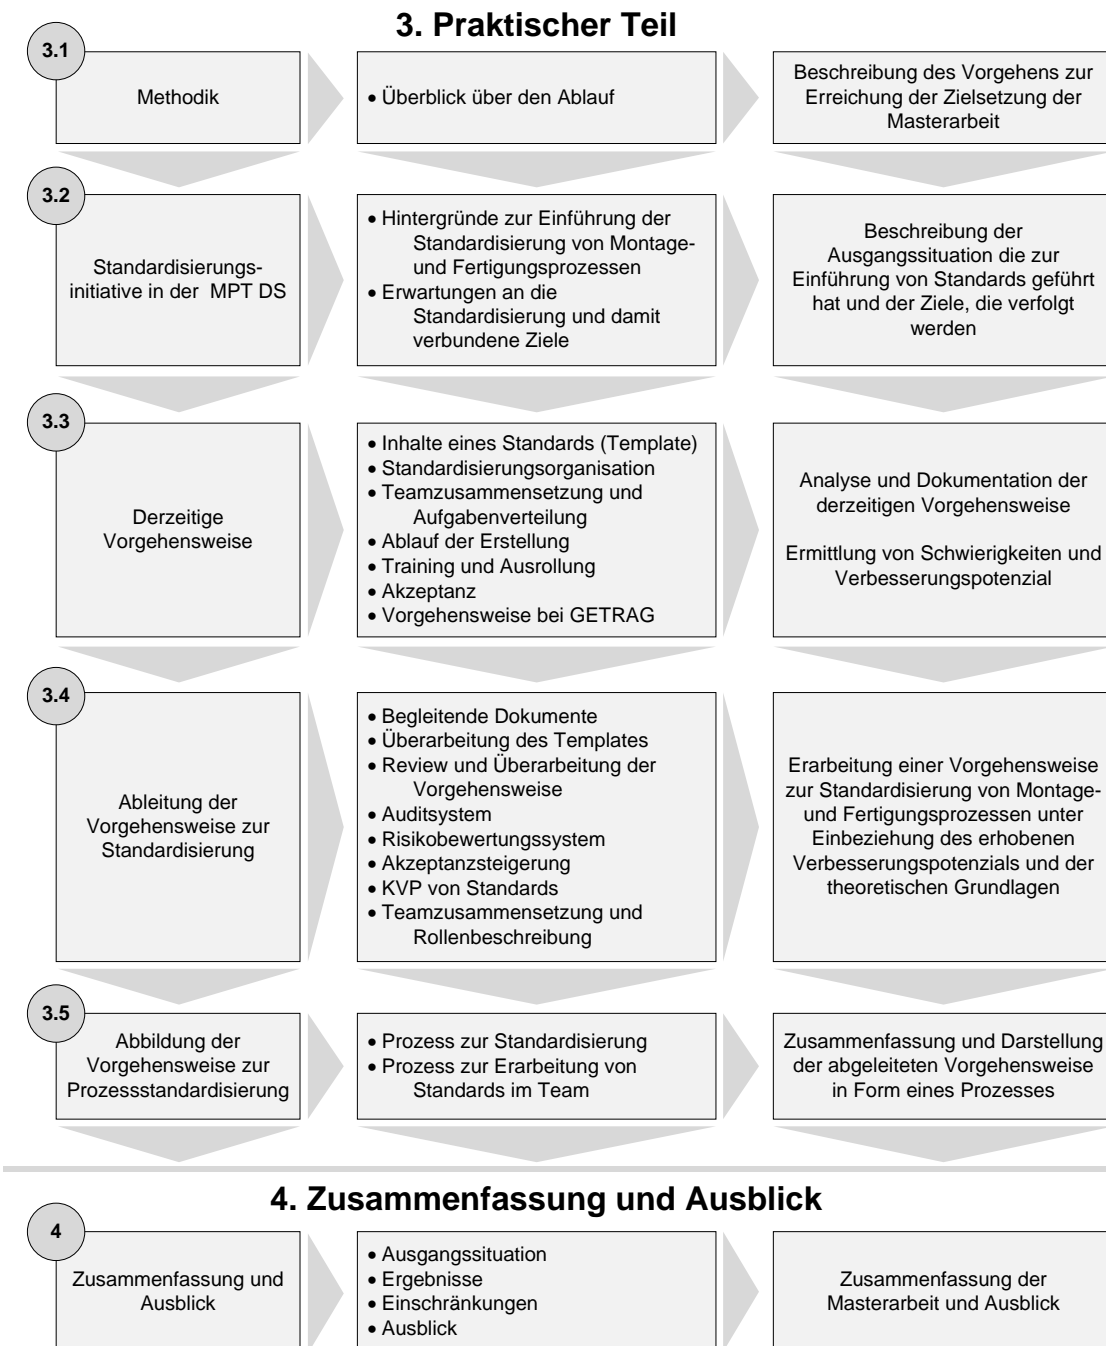 3. Praktischer Teil
3.1
Methodik
• Überblick über den Ablauf
Beschreibung des Vorgehens zur
Erreichung der Zielsetzung der
Masterarbeit
3.2
Standardisierungs-
initiative in der MPT DS
• Hintergründe zur Einführung der
Standardisierung von Montage-
und Fertigungsprozessen
• Erwartungen an die
Standardisierung und damit
verbundene Ziele
Beschreibung der
Ausgangssituation die zur
Einführung von Standards geführt
hat und der Ziele, die verfolgt
werden
3.3
Derzeitige
Vorgehensweise
• Inhalte eines Standards (Template)
• Standardisierungsorganisation
• Teamzusammensetzung und
Aufgabenverteilung
• Ablauf der Erstellung
• Training und Ausrollung
• Akzeptanz
• Vorgehensweise bei GETRAG
Analyse und Dokumentation der
derzeitigen Vorgehensweise
Ermittlung von Schwierigkeiten und
Verbesserungspotenzial
3.4
Ableitung der
Vorgehensweise zur
Standardisierung
• Begleitende Dokumente
• Überarbeitung des Templates
• Review und Überarbeitung der
Vorgehensweise
• Auditsystem
• Risikobewertungssystem
• Akzeptanzsteigerung
• KVP von Standards
• Teamzusammensetzung und
Rollenbeschreibung
Erarbeitung einer Vorgehensweise
zur Standardisierung von Montage-
und Fertigungsprozessen unter
Einbeziehung des erhobenen
Verbesserungspotenzials und der
theoretischen Grundlagen
3.5
Abbildung der
Vorgehensweise zur
Prozessstandardisierung
• Prozess zur Standardisierung
• Prozess zur Erarbeitung von
Standards im Team
Zusammenfassung und Darstellung
der abgeleiteten Vorgehensweise
in Form eines Prozesses
4. Zusammenfassung und Ausblick
4
Zusammenfassung und
Ausblick
• Ausgangssituation
• Ergebnisse
• Einschränkungen
• Ausblick
Zusammenfassung der
Masterarbeit und Ausblick